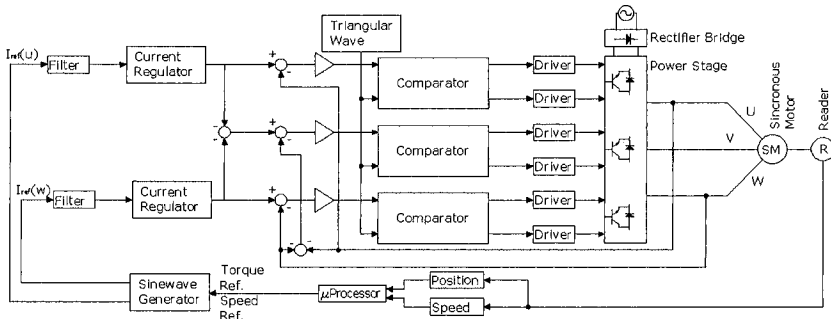 Triangular
Wave
Rectifier Bridge
Iref(u)
Filter
Current
Regulator
+
-
Comparator
Driver
Driver
Power Stage
Sincronous
Motor
Reader
U
-
-
+
-
Comparator
Driver
Driver
V
SM
R
W
Iref(w)
Filter
Current
Regulator
+
-
Comparator
Driver
Driver
-
-
Sinewave
Generator
Torque
Ref.
Speed
Ref.
µProcessor
Position
Speed